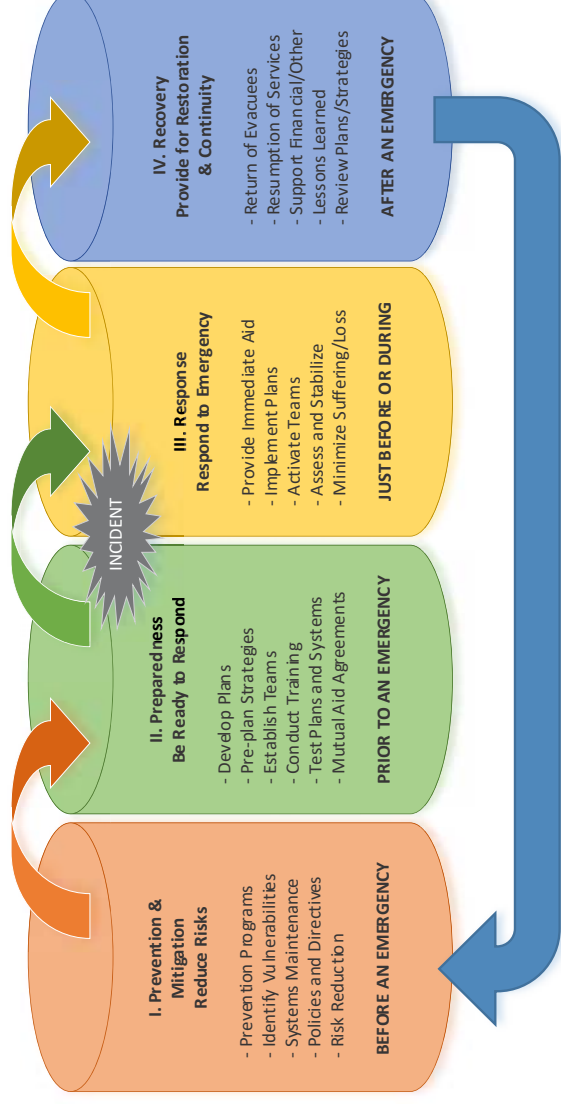 I. Prevention &
Mitigation
Reduce Risks
- Prevention Programs
- Identify Vulnerabilities
- Systems Maintenance
- Policies and Directives
- Risk Reduction
BEFORE AN EMERGENCY
II. Preparedness
Be Ready to Respond
- Develop Plans
- Pre-plan Strategies
- Establish Teams
- Conduct Training
- Test Plans and Systems
- Mutual Aid Agreements
PRIOR TO AN EMERGENCY
INCIDENT
III. Response
Respond to Emergency
- Provide Immediate Aid
- Implement Plans
- Activate Teams
- Assess and Stabilize
- Minimize Suffering/Loss
JUST BEFORE OR DURING
IV. Recovery
Provide for Restoration
& Continuity
- Return of Evacuees
- Resumption of Services
- Support Financial/Other
- Lessons Learned
- Review Plans/Strategies
AFTER AN EMERGENCY